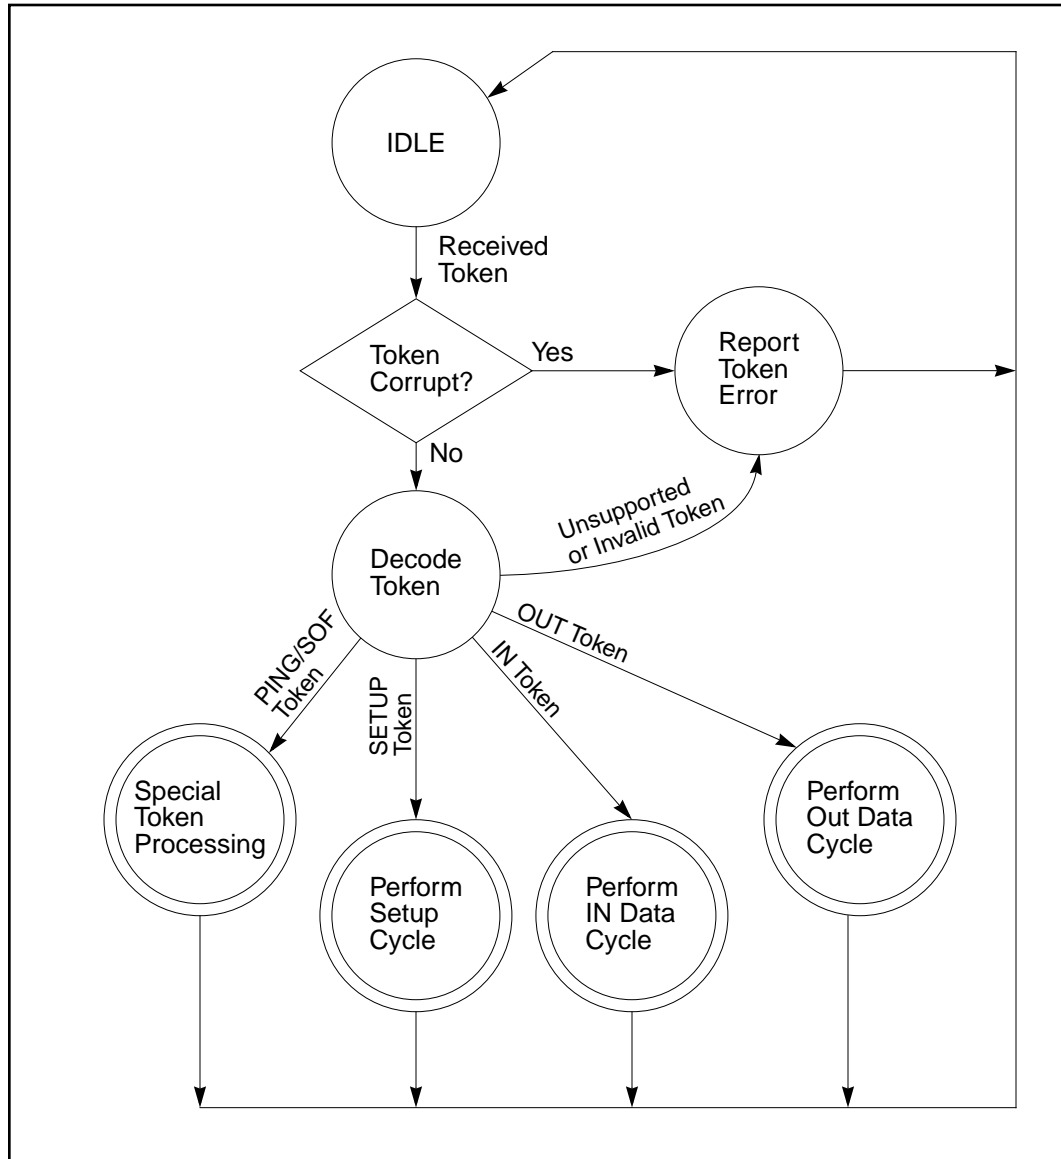 IDLE
Received
Token
Token
Corrupt?
Yes
Report
Token
Error
No
Unsupported
or Invalid Token
Decode
Token
OUT Token
IN Token
PING/SOF
Token
SETUP
Token
Special
Token
Processing
Perform
Setup
Cycle
Perform
IN Data
Cycle
Perform
Out Data
Cycle